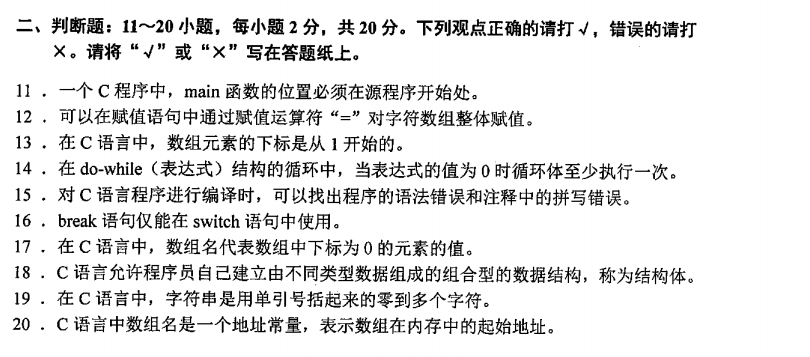 二、判断题：11～20 小题，每小题 2 分，共 20 分。下列观点正确的请打 √，错误的请打
×。请将“√”或“×”写在答题纸上。
11．一个 C 程序中，main 函数的位置必须在源程序开始处。
12．可以在赋值语句中通过赋值运算符“=”对字符数组整体赋值。
13．在 C 语言中，数组元素的下标是从 1 开始的。
14．在 do-while（表达式）结构的循环中，当表达式的值为 0 时循环体至少执行一次。
15．对 C 语言程序进行编译时，可以找出程序的语法错误和注释中的拼写错误。
16．break 语句仅能在 switch 语句中使用。
17．在 C 语言中，数组名代表数组中下标为 0 的元素的值。
18．C 语言允许程序员自己建立由不同类型数据组成的组合型的数据结构，称为结构体。
19．在 C 语言中，字符串是用单引号括起来的零到多个字符。
20．C 语言中数组名是一个地址常量，表示数组在内存中的起始地址。